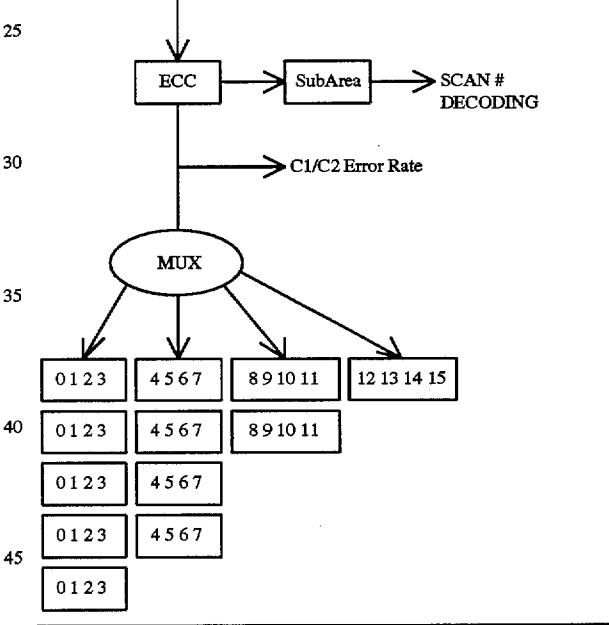 25
ECC
SubArea
SCAN #
DECODING
30
C1/C2 Error Rate
MUX
35
0 1 2 3
4 5 6 7
8 9 10 11
12 13 14 15
40
0 1 2 3
4 5 6 7
8 9 10 11
0 1 2 3
4 5 6 7
0 1 2 3
4 5 6 7
45
0 1 2 3